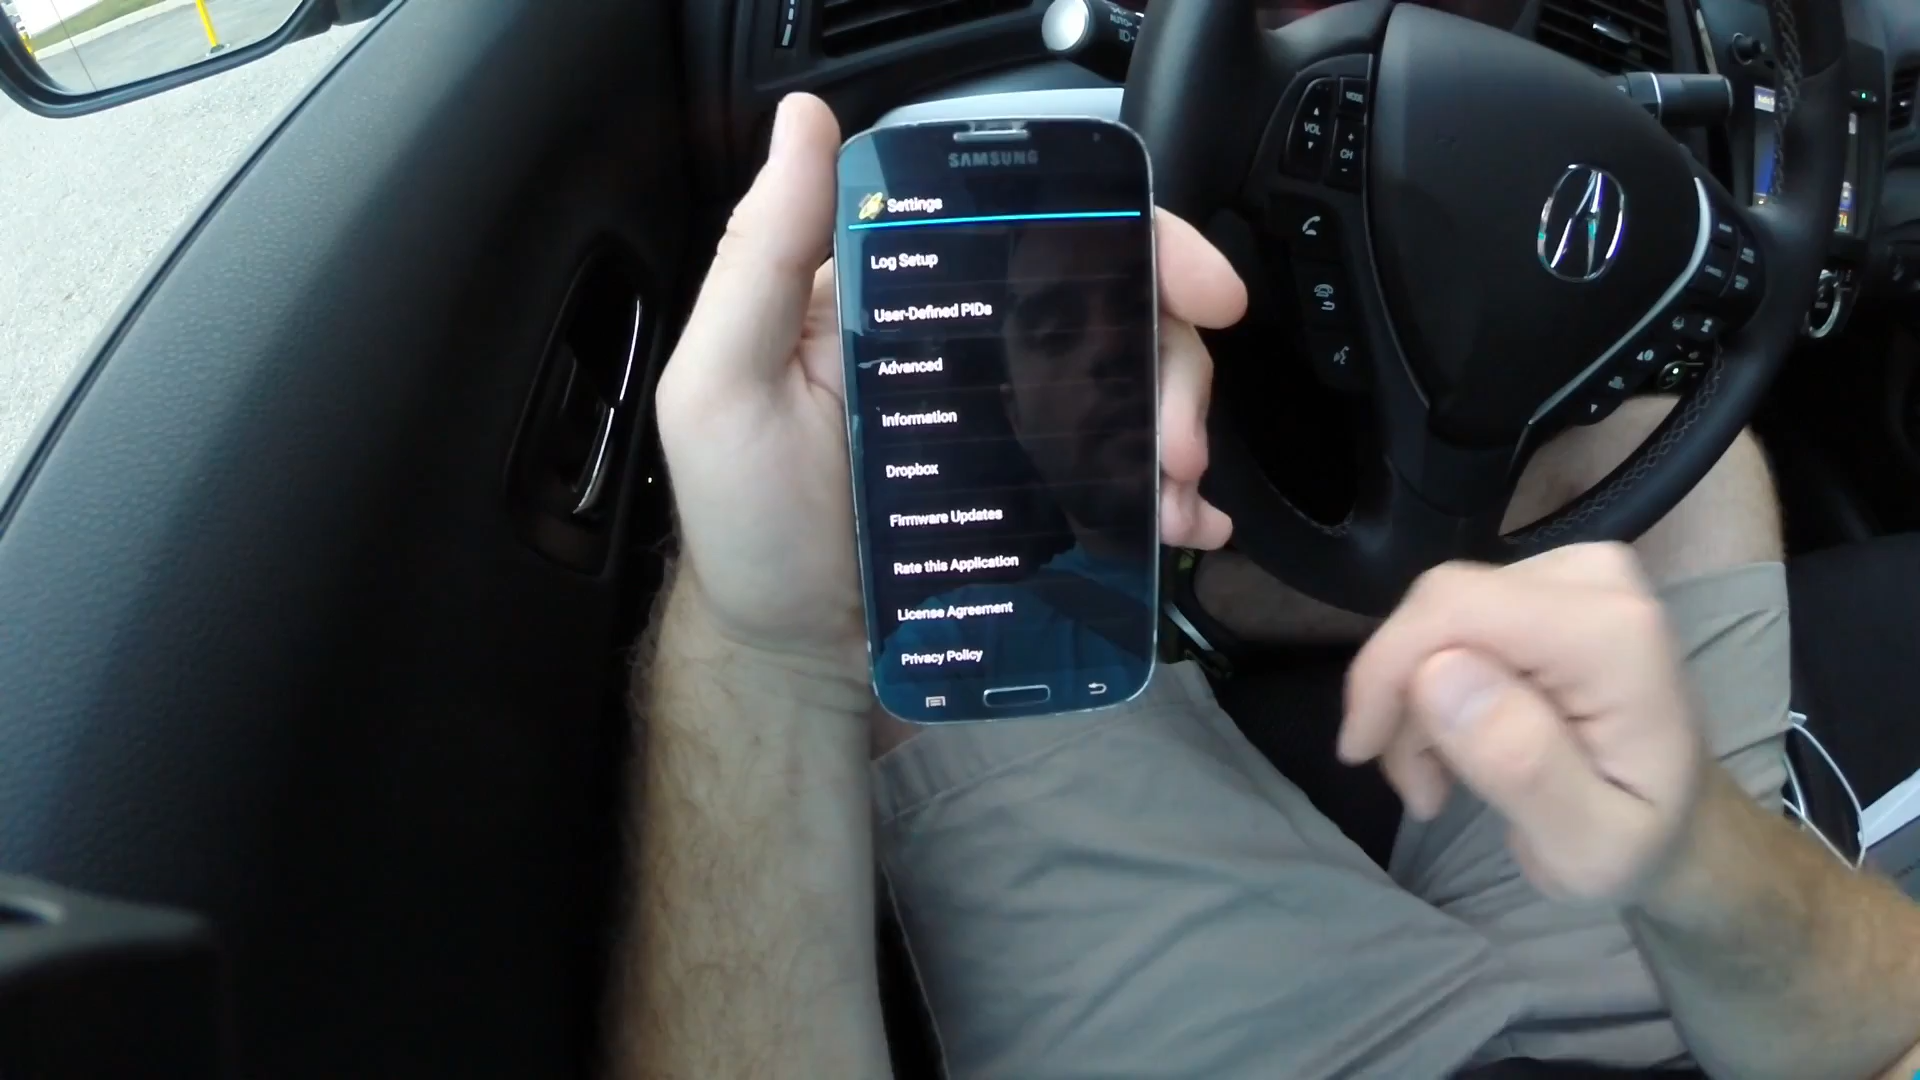 SAMSUNG
Settings
Log Setup
User-Defined PIDs
Advanced
Information
Dropbox
Firmware Updates
Rate this Application
License Agreement
Privacy Policy
MODE
VOL
+
CH
-